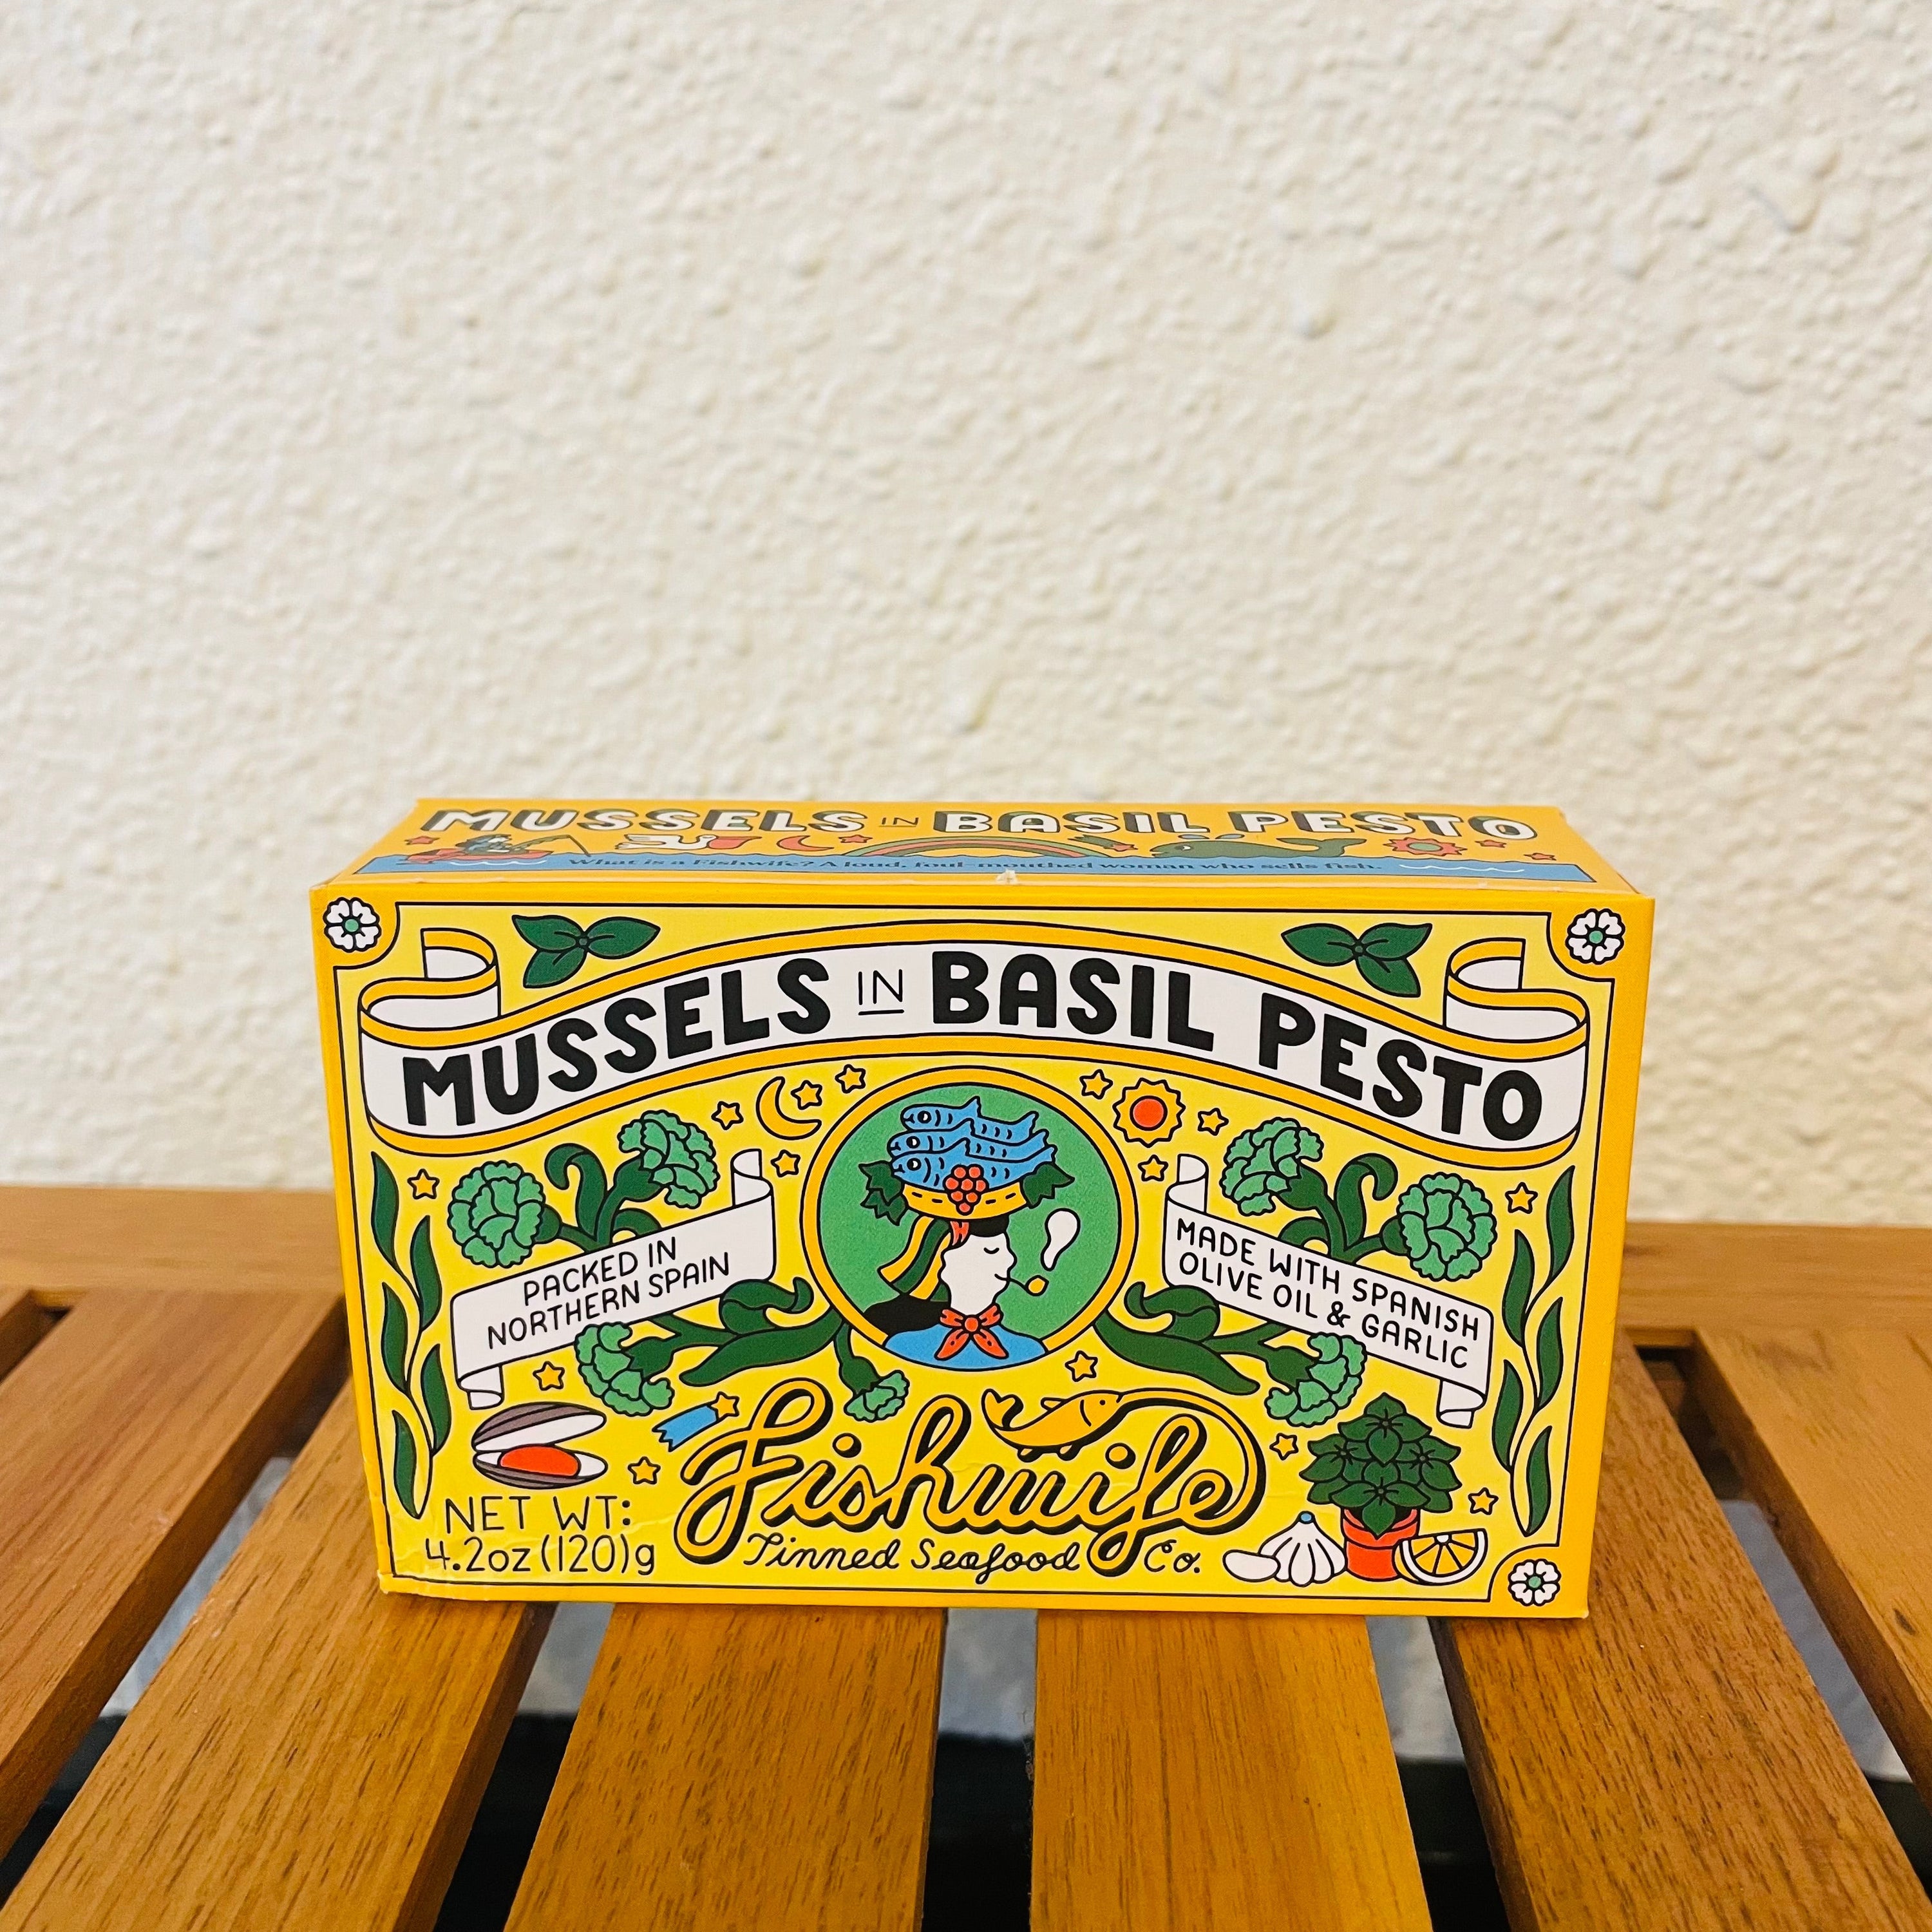 MUSSELS IN BASIL PESTO
What is a Fishwife? A loud, foul-mouthed woman who sells fish.
MUSSELS IN BASIL PESTO
PACKED IN
NORTHERN SPAIN
MADE WITH SPANISH
OLIVE OIL & GARLIC
Fishwife
Tinned Seafood Co.
NET WT:
4.2oz (120)g